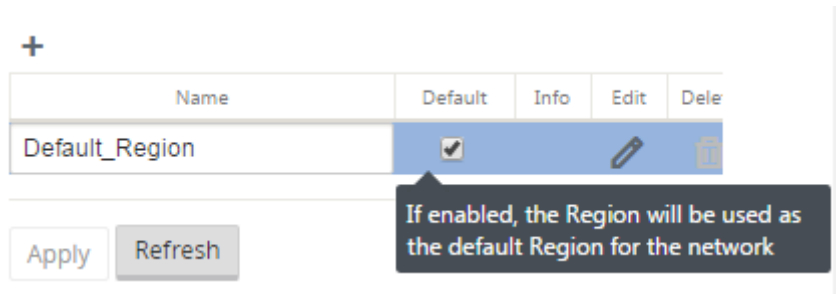 +
Name Default Info Edit Dele
Default_Region
If enabled, the Region will be used as
the default Region for the network
Apply Refresh